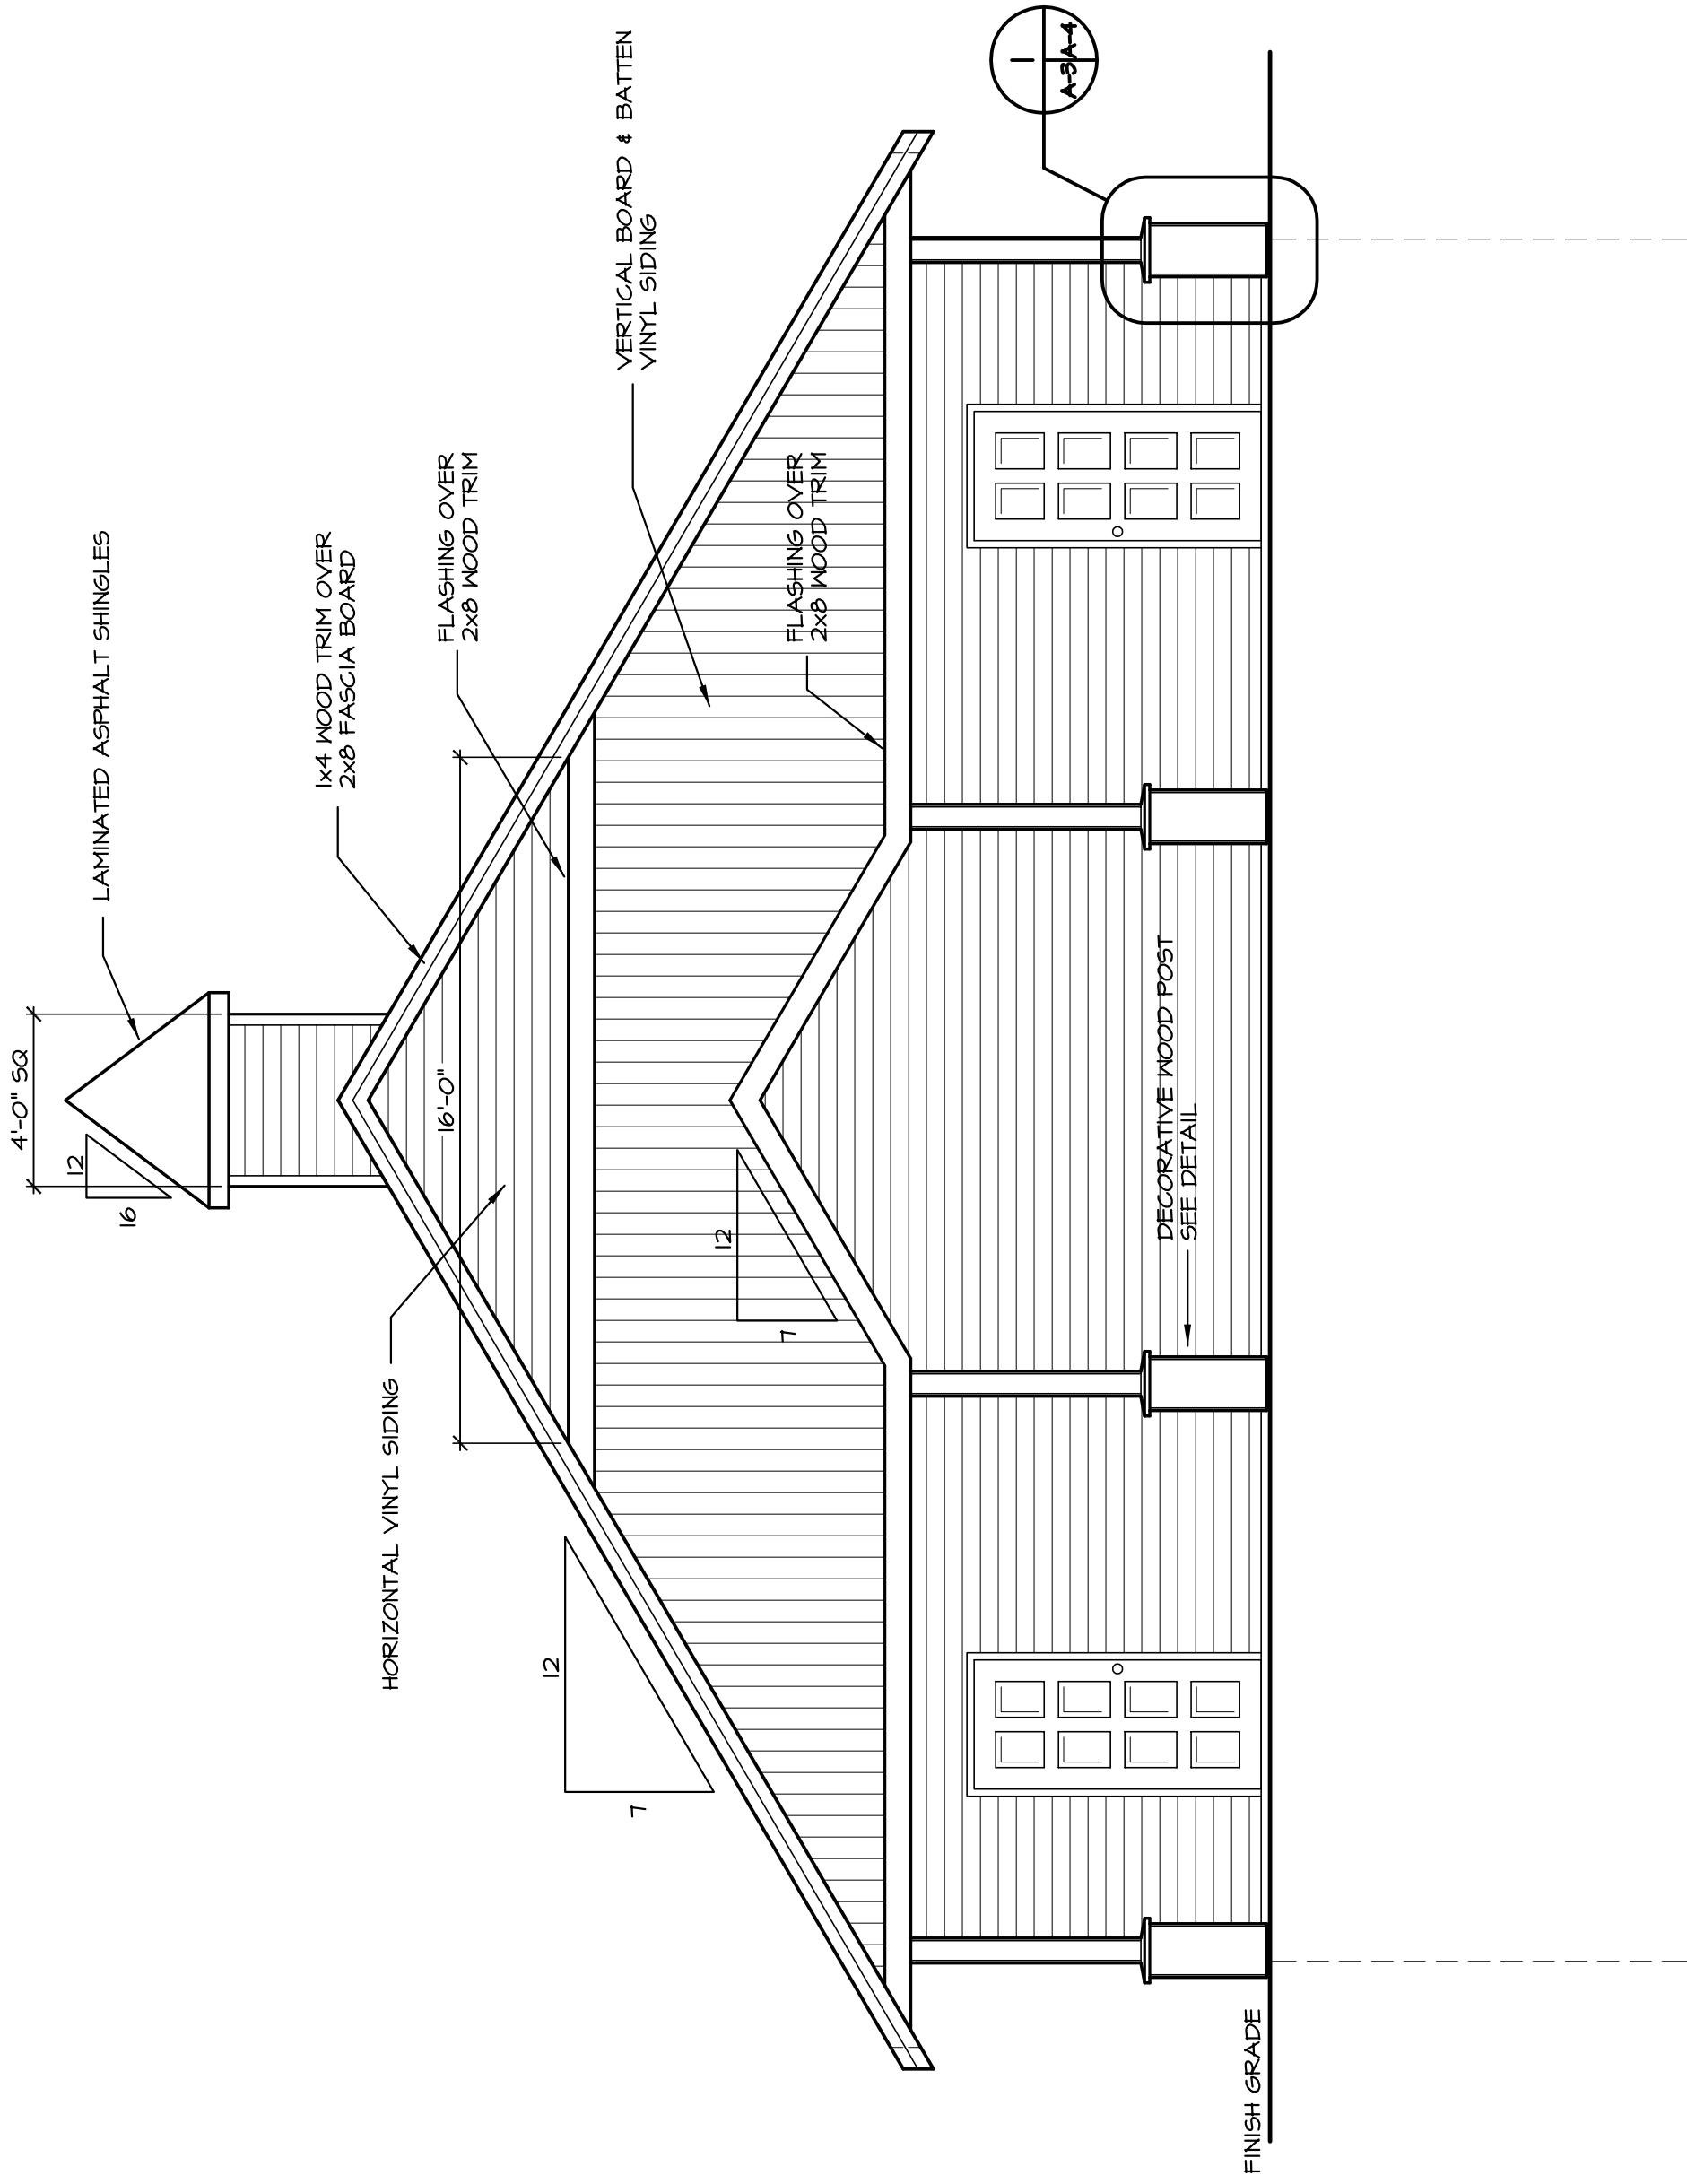 4'-0" SQ
12
16
LAMINATED ASPHALT SHINGLES
1x4 WOOD TRIM OVER
2x8 FASCIA BOARD
HORIZONTAL VINYL SIDING
16'-0"
FLASHING OVER
2x8 WOOD TRIM
12
7
VERTICAL BOARD & BATTEN
VINYL SIDING
12
7
FLASHING OVER
2x8 WOOD TRIM
1
A-3
A-4
DECORATIVE WOOD POST
SEE DETAIL
FINISH GRADE